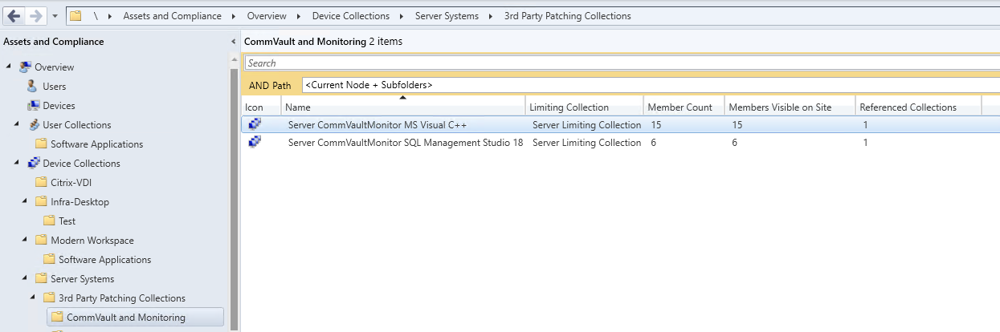 \ Assets and Compliance Overview Device Collections Server Systems 3rd Party Patching Collections
Assets and Compliance
Overview
Users
Devices
User Collections
Software Applications
Device Collections
Citrix-VDI
Infra-Desktop
Test
Modern Workspace
Software Applications
Server Systems
3rd Party Patching Collections
CommVault and Monitoring
CommVault and Monitoring 2 items
Search
AND Path <Current Node + Subfolders>
Icon Name Limiting Collection Member Count Members Visible on Site Referenced Collections
Server CommVaultMonitor MS Visual C++ Server Limiting Collection 15 15 1
Server CommVaultMonitor SQL Management Studio 18 Server Limiting Collection 6 6 1